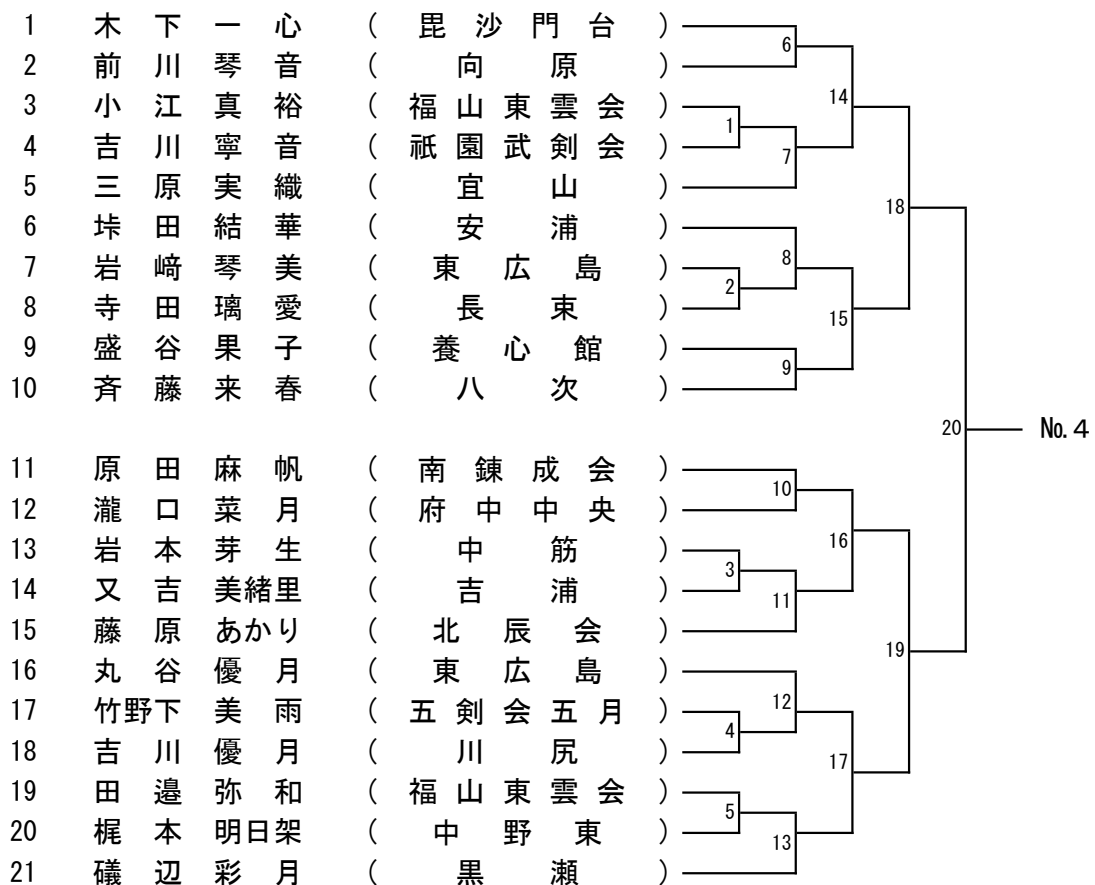 1 木下一心 (毘沙門台) 6
2 前川琴音 (向原) 14
3 小江真裕 (福山東雲会) 1
4 吉川寧音 (祇園武剣会) 7
5 三原実織 (宜山) 18
6 垰田結華 (安浦) 8
7 岩﨑琴美 (東広島) 2
8 寺田璃愛 (長束) 15
9 盛谷果子 (養心館) 9
10 斉藤来春 (八次)
20 No.4
11 原田麻帆 (南錬成会) 10
12 瀧口菜月 (府中中央) 16
13 岩本芽生 (中筋) 3
14 又吉美緒里 (吉浦) 11
15 藤原あかり (北辰会) 19
16 丸谷優月 (東広島) 12
17 竹野下美雨 (五剣会五月) 4
18 吉川優月 (川尻) 17
19 田邉弥和 (福山東雲会) 5
20 梶本明日架 (中野東) 13
21 礒辺彩月 (黒瀬)